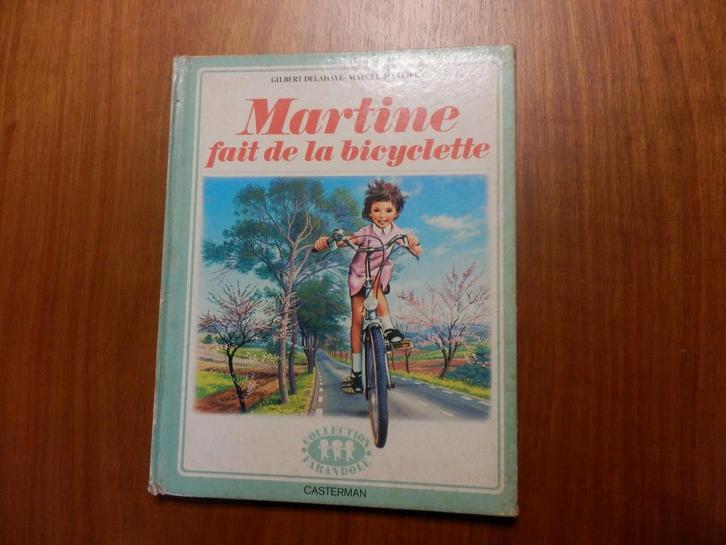 GILBERT DELAHAYE - MARCEL MARLIER
Martine
fait de la bicyclette
COLLECTION
FARANDOLE
CASTERMAN